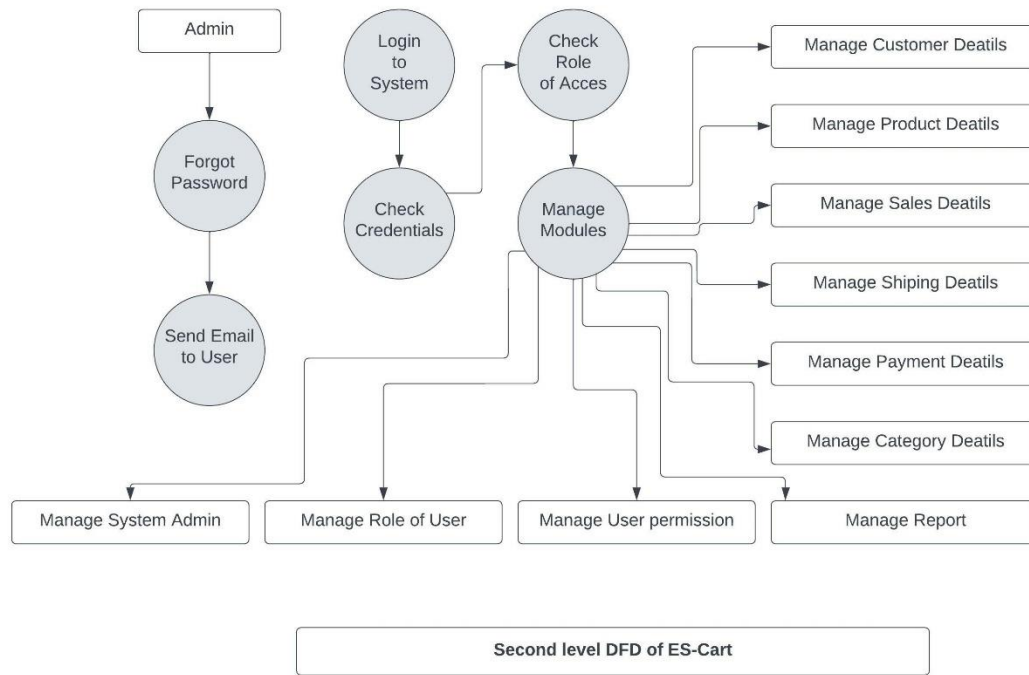 Admin
Login
to
System
Check
Role
of Acces
Manage Customer Deatils
Manage Product Deatils
Forgot
Password
Check
Credentials
Manage
Modules
Manage Sales Deatils
Manage Shiping Deatils
Send Email
to User
Manage Payment Deatils
Manage Category Deatils
Manage System Admin
Manage Role of User
Manage User permission
Manage Report
Second level DFD of ES-Cart